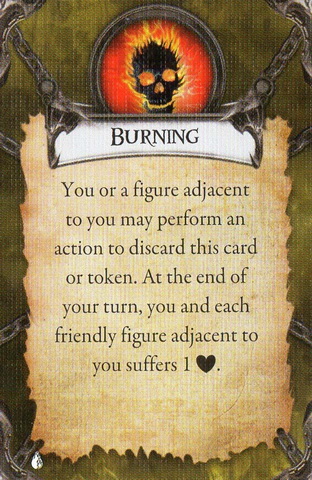 BURNING
You or a figure adjacent
to you may perform an
action to discard this card
or token. At the end of
your turn, you and each
friendly figure adjacent to
you suffers 1 ♥.